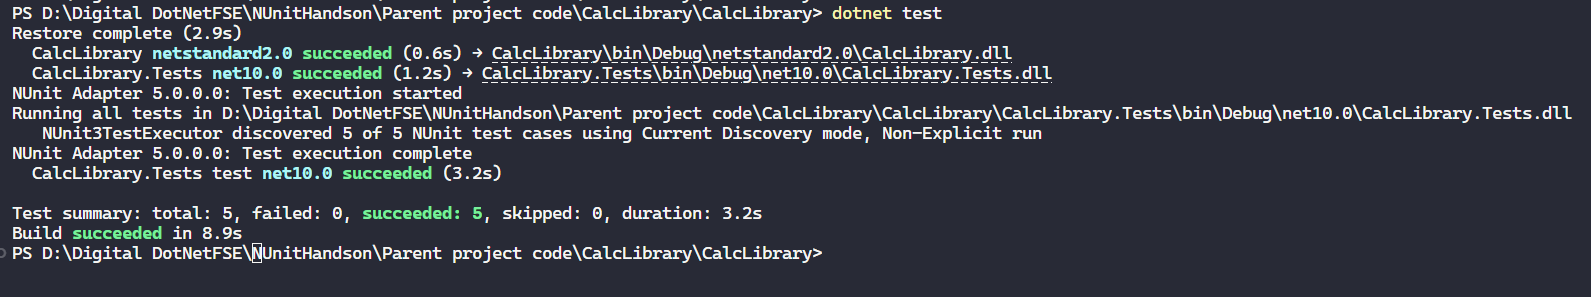 PS D:\Digital DotNetFSE\NUnitHandson\Parent project code\CalcLibrary\CalcLibrary> dotnet test
Restore complete (2.9s)
  CalcLibrary netstandard2.0 succeeded (0.6s) → CalcLibrary\bin\Debug\netstandard2.0\CalcLibrary.dll
  CalcLibrary.Tests net10.0 succeeded (1.2s) → CalcLibrary.Tests\bin\Debug\net10.0\CalcLibrary.Tests.dll
NUnit Adapter 5.0.0.0: Test execution started
Running all tests in D:\Digital DotNetFSE\NUnitHandson\Parent project code\CalcLibrary\CalcLibrary\CalcLibrary.Tests\bin\Debug\net10.0\CalcLibrary.Tests.dll
   NUnit3TestExecutor discovered 5 of 5 NUnit test cases using Current Discovery mode, Non-Explicit run
NUnit Adapter 5.0.0.0: Test execution complete
  CalcLibrary.Tests test net10.0 succeeded (3.2s)
Test summary: total: 5, failed: 0, succeeded: 5, skipped: 0, duration: 3.2s
Build succeeded in 8.9s
PS D:\Digital DotNetFSE\NUnitHandson\Parent project code\CalcLibrary\CalcLibrary>